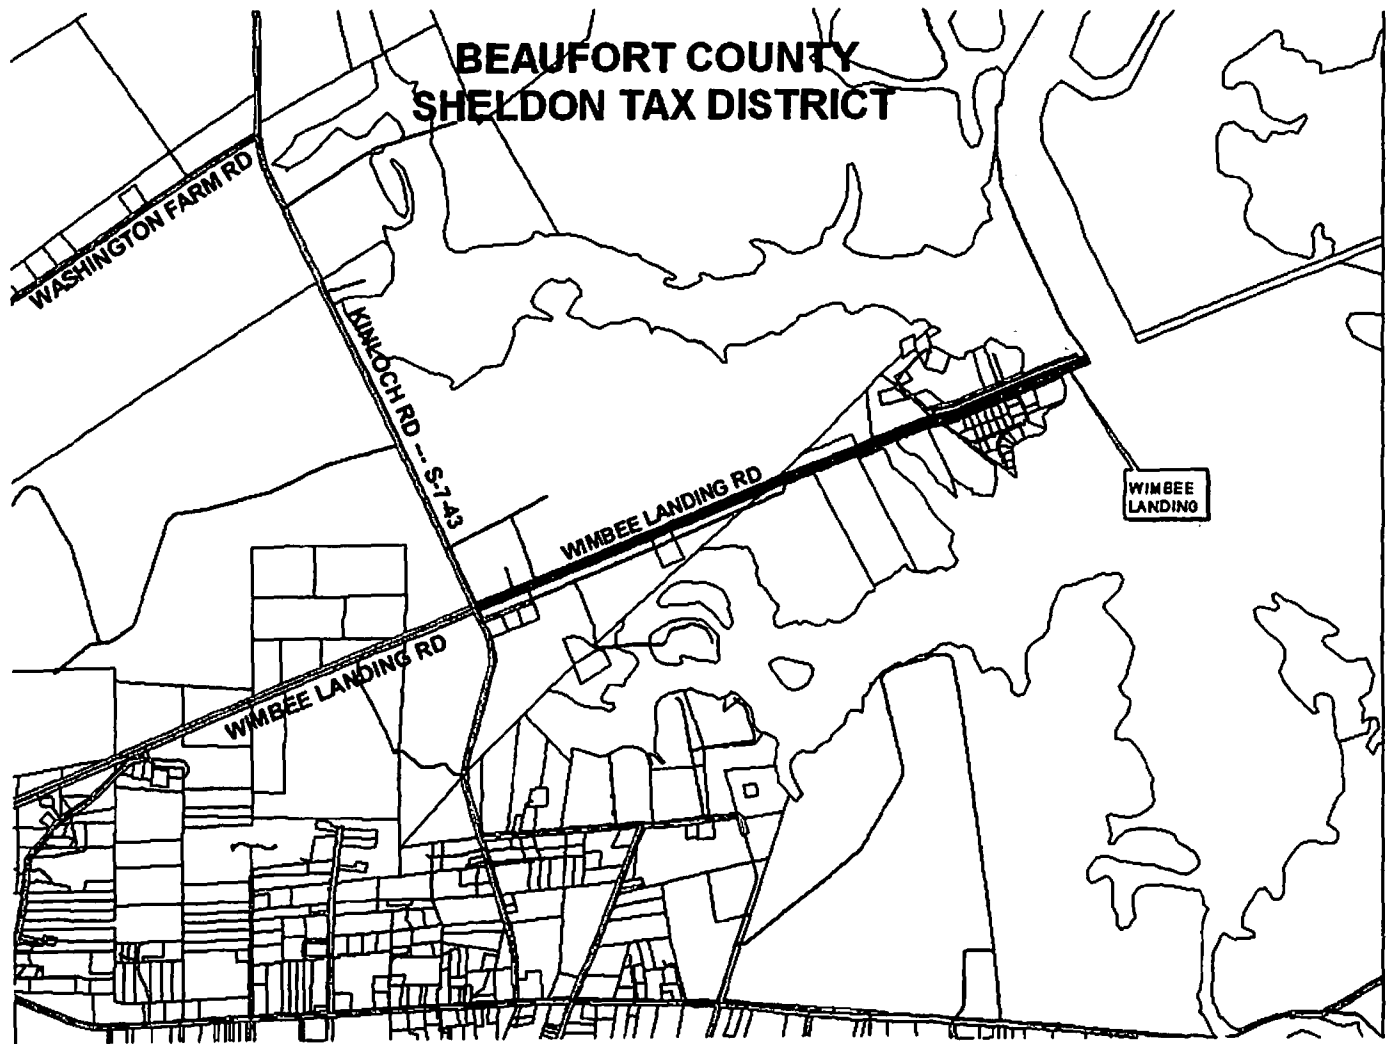 BEAUFORT COUNTY
SHELDON TAX DISTRICT
WASHINGTON FARM RD
KINLOCH RD --- S-7-43
WIMBEE LANDING RD
WIMBEE
LANDING
WIMBEE LANDING RD